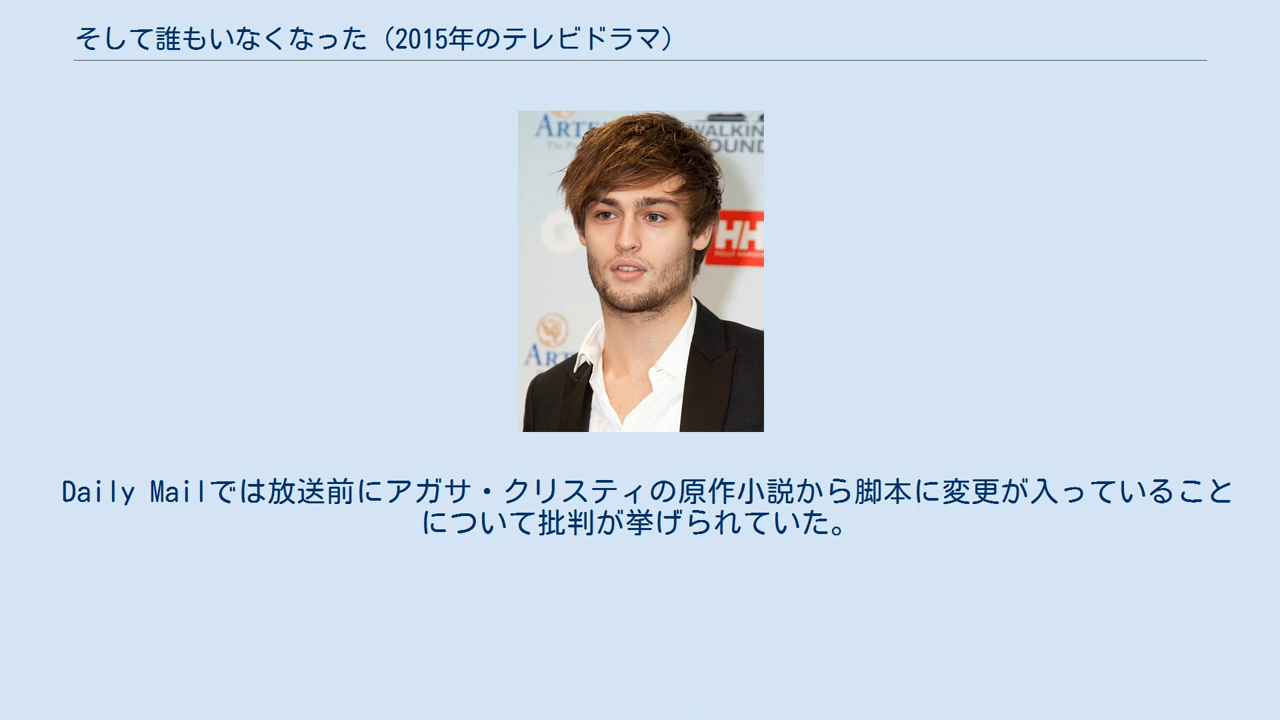 そして誰もいなくなった（2015年のテレビドラマ）
WALKIN
OUND
HH
Daily Mailでは放送前にアガサ・クリスティの原作小説から脚本に変更が入っていること
について批判が挙げられていた。